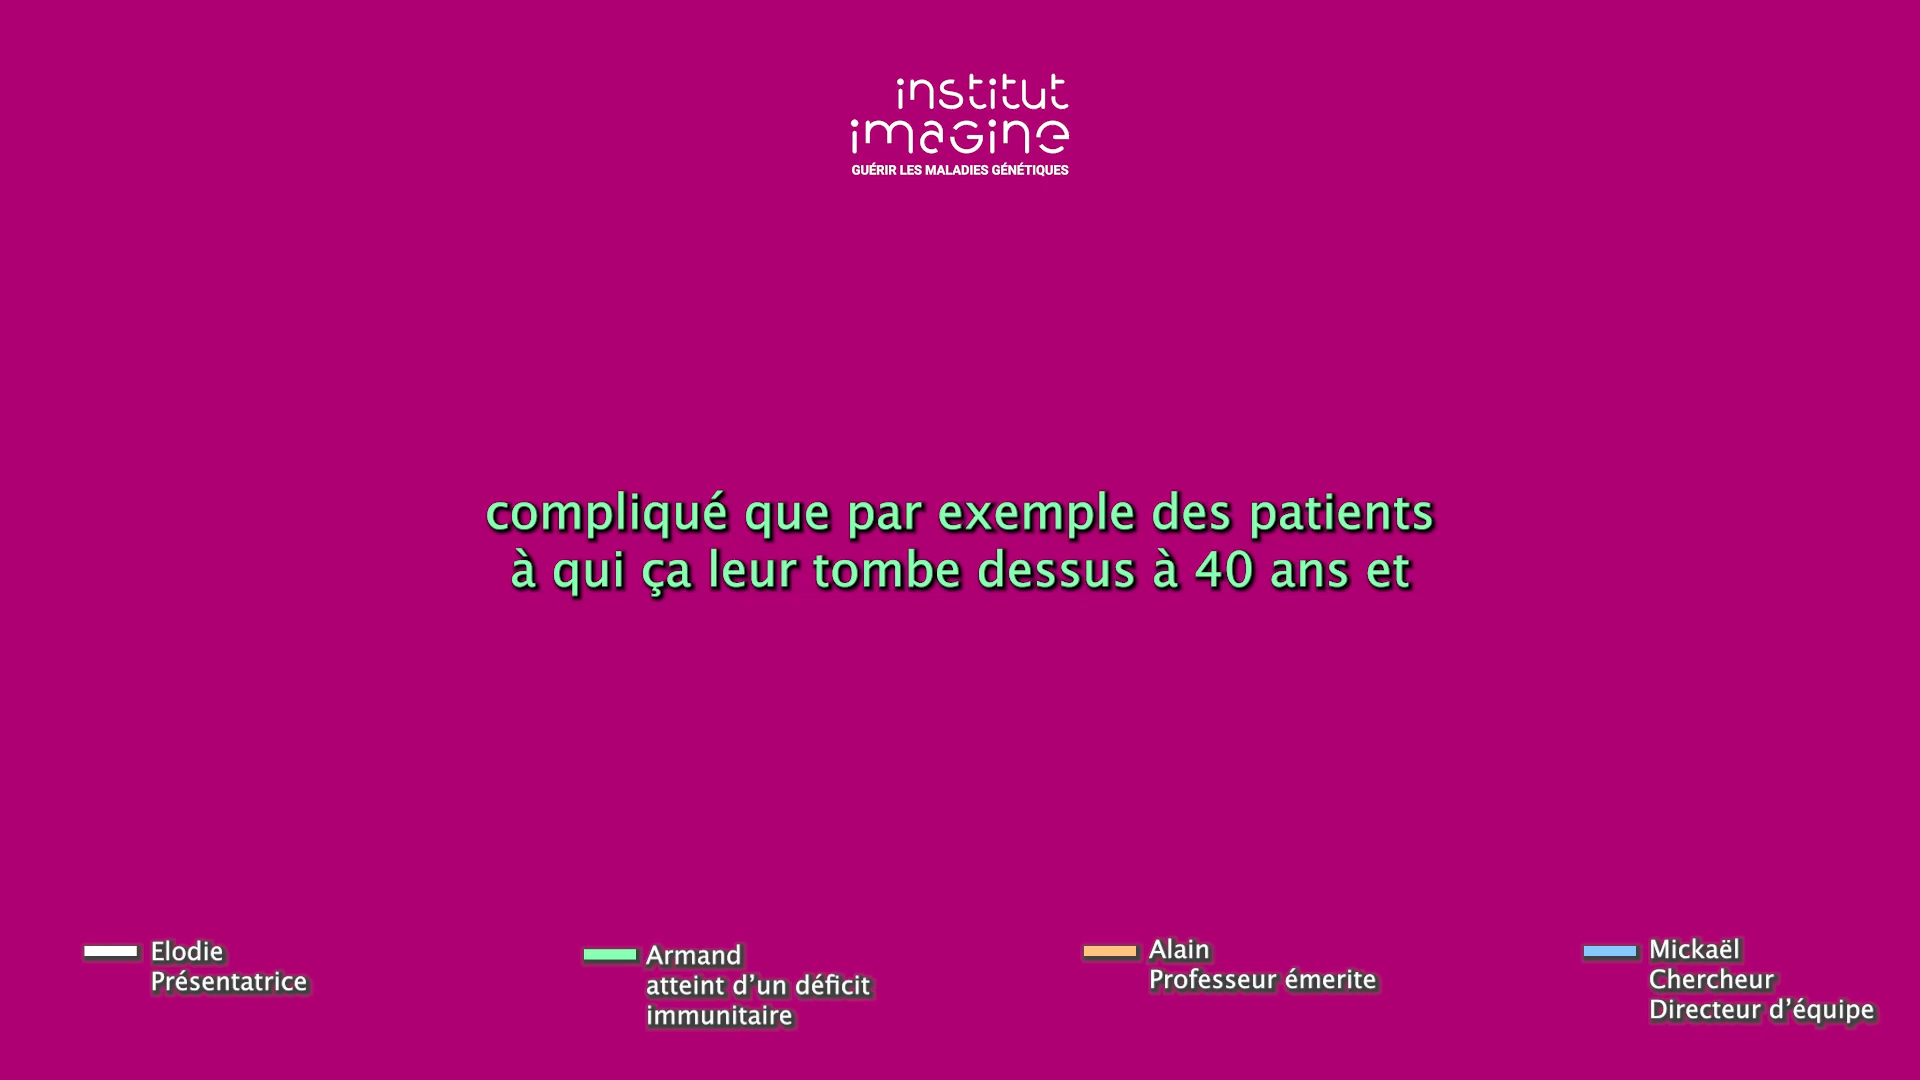 institut
imagine
GUÉRIR LES MALADIES GÉNÉTIQUES
compliqué que par exemple des patients
à qui ça leur tombe dessus à 40 ans et
Elodie
Présentatrice
Armand
atteint d'un déficit
immunitaire
Alain
Professeur émerite
Mickaël
Chercheur
Directeur d'équipe